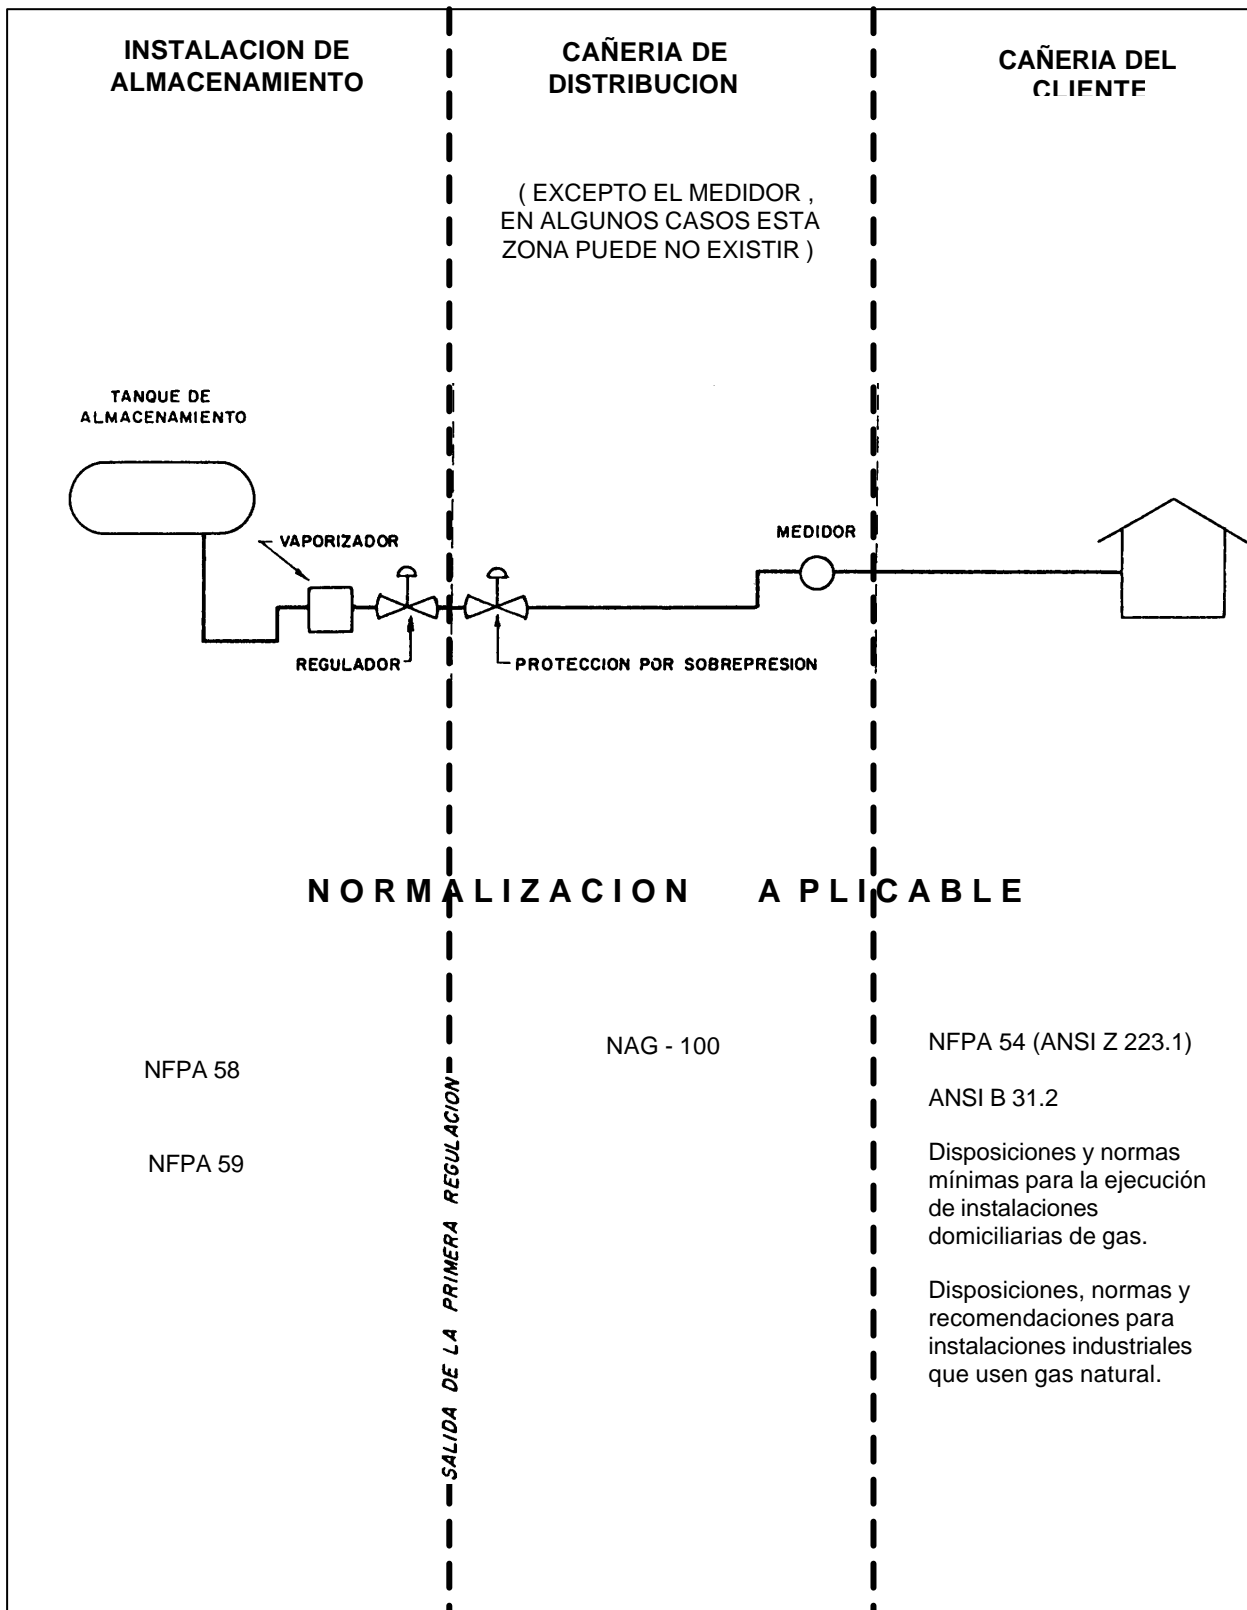 INSTALACION DE
ALMACENAMIENTO
CAÑERIA DE
DISTRIBUCION
CAÑERIA DEL
CLIENTE
( EXCEPTO EL MEDIDOR ,
EN ALGUNOS CASOS ESTA
ZONA PUEDE NO EXISTIR )
TANQUE DE
ALMACENAMIENTO
VAPORIZADOR
MEDIDOR
REGULADOR
PROTECCION POR SOBREPRESION
NORMALIZACION APLICABLE
NFPA 58
NFPA 59
SALIDA DE LA PRIMERA REGULACION
NAG - 100
NFPA 54 (ANSI Z 223.1)
ANSI B 31.2
Disposiciones y normas
mínimas para la ejecución
de instalaciones
domiciliarias de gas.
Disposiciones, normas y
recomendaciones para
instalaciones industriales
que usen gas natural.